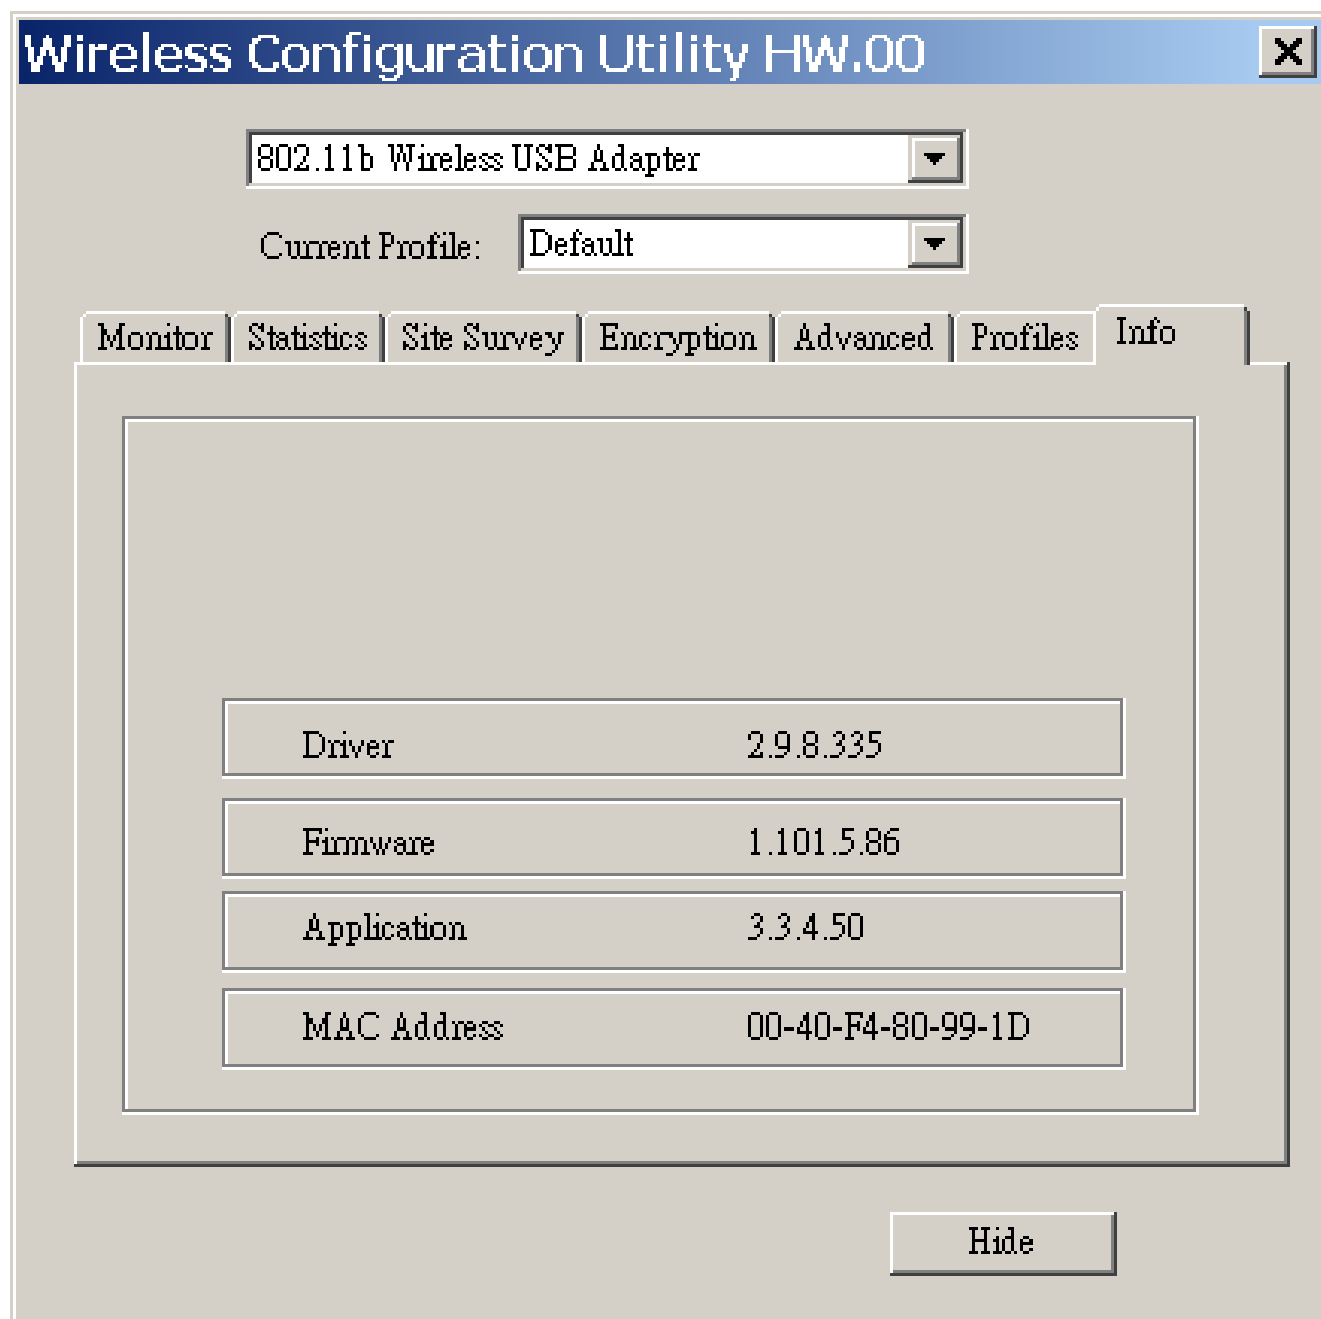 Wireless Configuration Utility HW.00
802.11b Wireless USB Adapter
Current Profile: Default
Monitor Statistics Site Survey Encryption Advanced Profiles Info
Driver 2.9.8.335
Firmware 1.101.5.86
Application 3.3.4.50
MAC Address 00-40-F4-80-99-1D
Hide